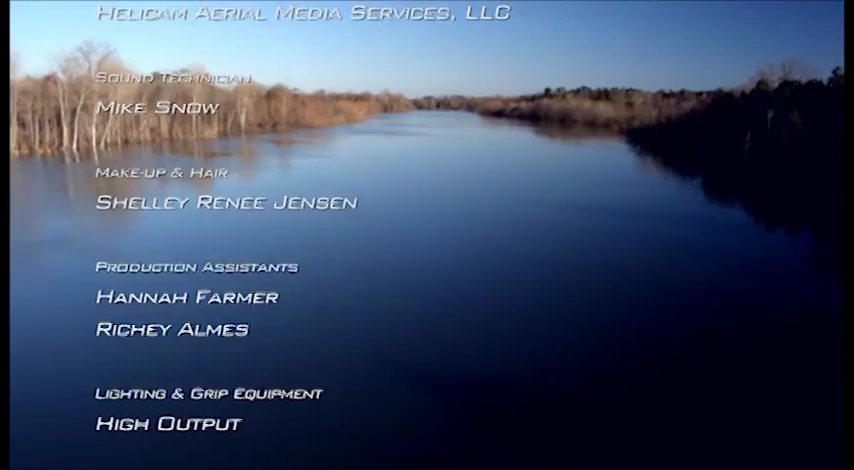 Helicam Aerial Media Services, LLC
Sound Technician
Mike Snow
Make-up & Hair
Shelley Renee Jensen
Production Assistants
Hannah Farmer
Richey Almes
Lighting & Grip Equipment
High Output